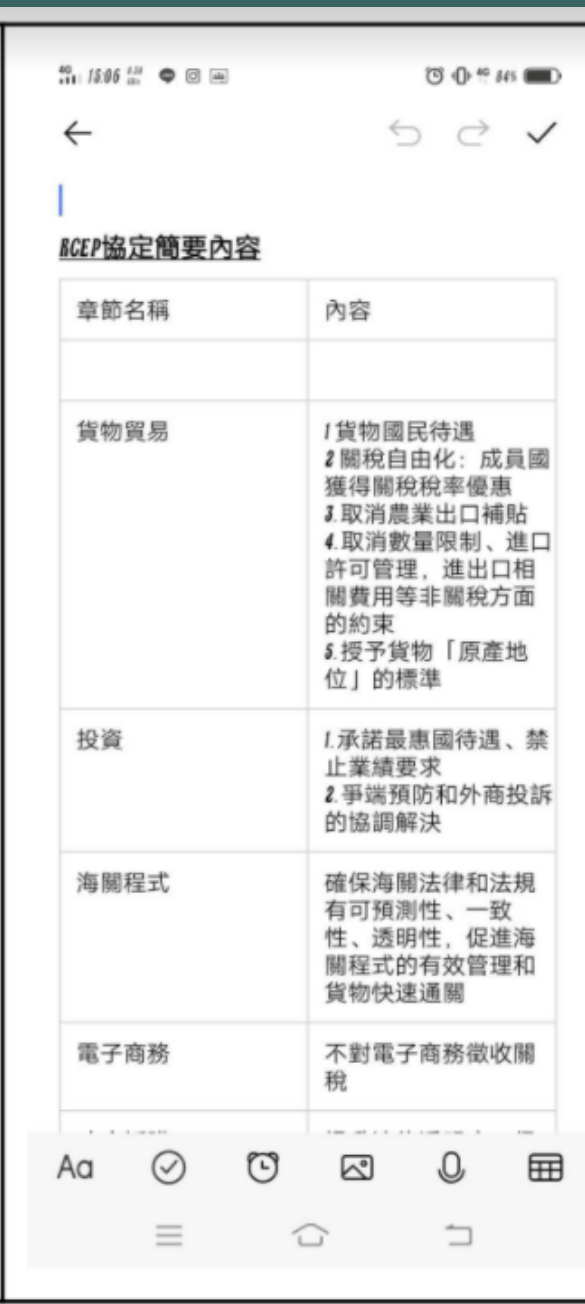 4G 15:06
4G 84%
RCEP協定簡要內容
章節名稱
內容
貨物貿易
1 貨物國民待遇
2 關稅自由化：成員國
獲得關稅稅率優惠
3.取消農業出口補貼
4.取消數量限制、進口
許可管理，進出口相
關費用等非關稅方面
的約束
5.授予貨物「原產地
位」的標準
投資
1.承諾最惠國待遇、禁
止業績要求
2.爭端預防和外商投訴
的協調解決
海關程式
確保海關法律和法規
有可預測性、一致
性、透明性，促進海
關程式的有效管理和
貨物快速通關
電子商務
不對電子商務徵收關
稅
Aa